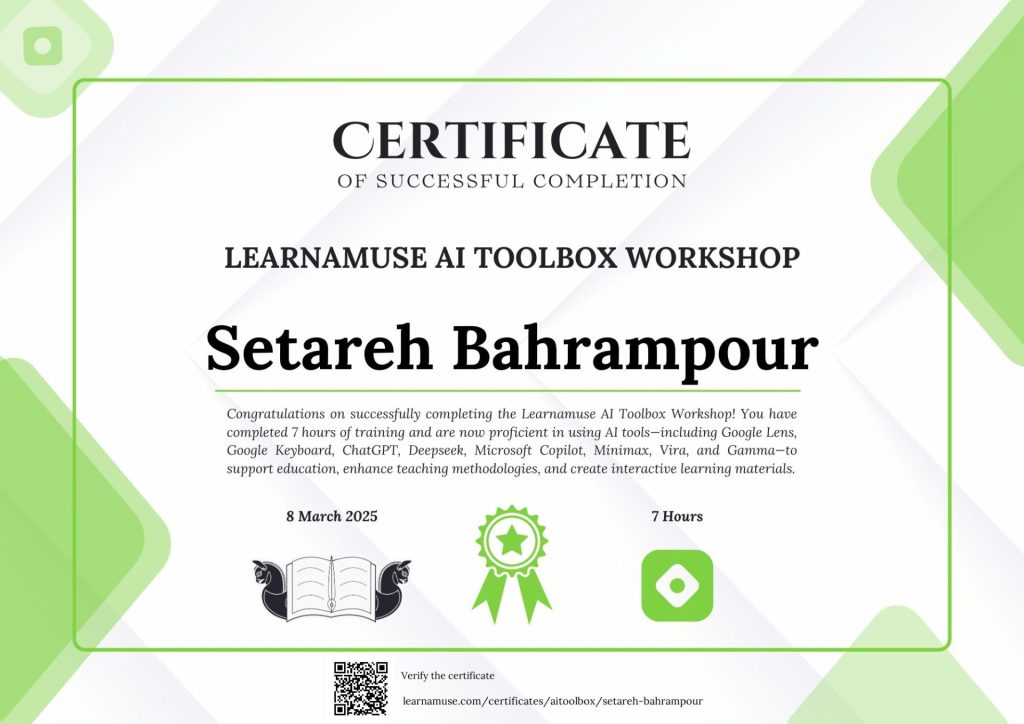 CERTIFICATE
OF SUCCESSFUL COMPLETION
LEARNAMUSE AI TOOLBOX WORKSHOP
Setareh Bahrampour
Congratulations on successfully completing the Learnamuse AI Toolbox Workshop! You have
completed 7 hours of training and are now proficient in using AI tools—including Google Lens,
Google Keyboard, ChatGPT, Deepseek, Microsoft Copilot, Minimax, Vira, and Gamma—to
support education, enhance teaching methodologies, and create interactive learning materials.
8 March 2025
7 Hours
Verify the certificate
learnamuse.com/certificates/aitoolbox/setareh-bahrampour